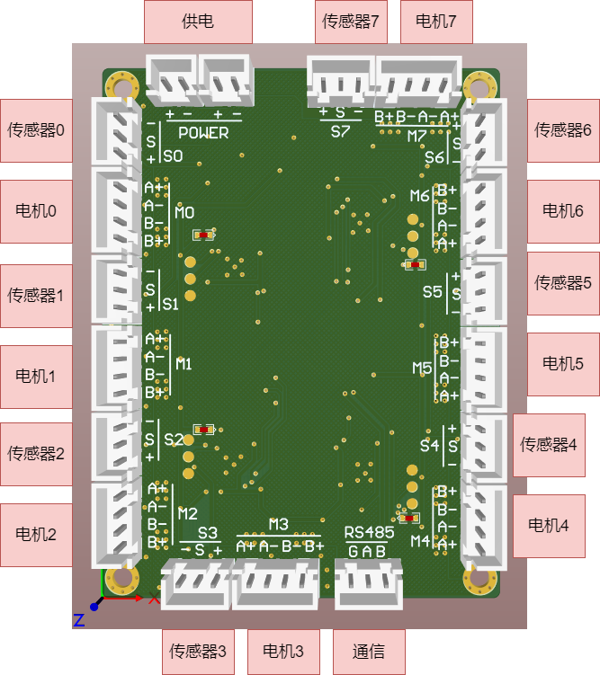 供电
传感器7
电机7
传感器0
电机0
传感器1
电机1
传感器2
电机2
传感器6
电机6
传感器5
电机5
传感器4
电机4
+ - + -
POWER
+ S -
S7
B+B-A-A+
M7
-
S
+
S0
A+
A-
B-
B+
M0
-
S
+
S1
A+
A-
B-
B+
M1
-
S
+
S2
A+
A-
B-
B+
M2
+
S
-
S6
B+
B-
A-
A+
M6
+
S
-
S5
B+
B-
A-
A+
M5
+
S
-
S4
B+
B-
A-
A+
M4
S3
- S +
M3
A+A-B-B+
RS485
GAB
X
Z
传感器3
电机3
通信